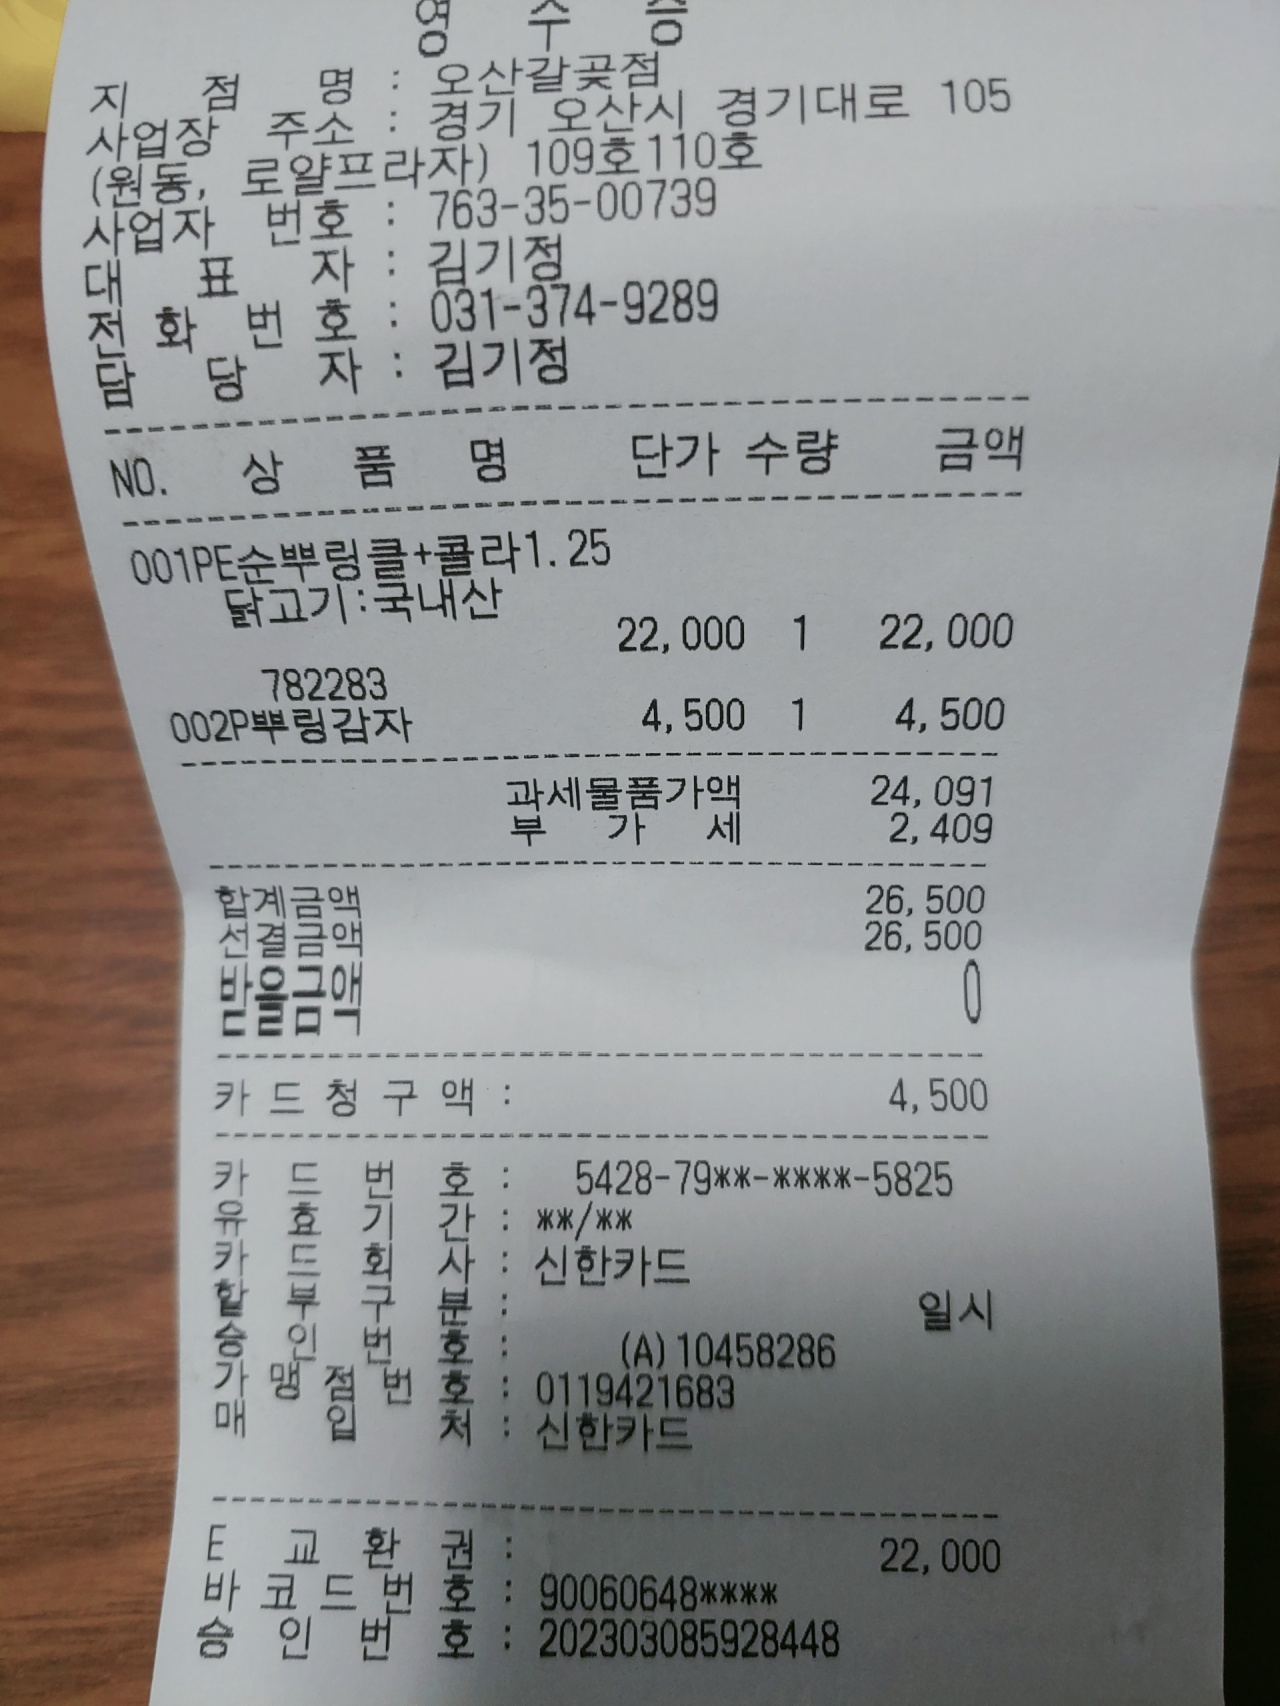 영 수 증
지 점 명 : 오산갈곶점
사업장 주소 : 경기 오산시 경기대로 105
(원동, 로얄프라자) 109호110호
사업자 번호 : 763-35-00739
대 표 자 : 김기정
전 화 번 호 : 031-374-9289
담 당 자 : 김기정
NO. 상 품 명 단가 수량 금액
001PE순뿌링클+콜라1.25
닭고기:국내산
22,000 1 22,000
782283
002P뿌링감자 4,500 1 4,500
과세물품가액 24,091
부 가 세 2,409
합계금액 26,500
선결금액 26,500
받을금액 0
카 드 청 구 액 : 4,500
카 드 번 호 : 5428-79**-****-5825
유 효 기 간 : **/**
카 드 회 사 : 신한카드
할 부 구 분 : 일시
승 인 번 호 : (A)10458286
가 맹 점 번 호 : 0119421683
매 입 처 : 신한카드
E 교 환 권 : 22,000
바 코 드 번 호 : 90060648****
승 인 번 호 : 202303085928448